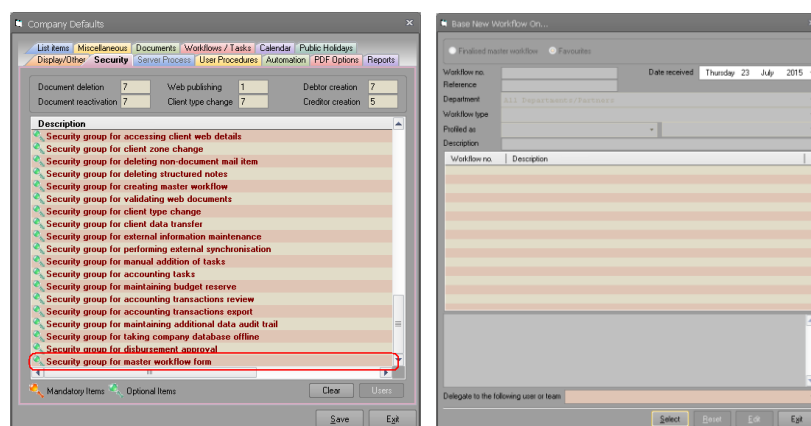 Company Defaults
List items Miscellaneous Documents Workflows / Tasks Calendar Public Holidays
Display/Other Security Server Process User Procedures Automation PDF Options Reports
Document deletion 7 Web publishing 1 Debtor creation 7
Document reactivation 7 Client type change 7 Creditor creation 5
Description
Security group for accessing client web details
Security group for client zone change
Security group for deleting non-document mail item
Security group for deleting structured notes
Security group for creating master workflow
Security group for validating web documents
Security group for client type change
Security group for client data transfer
Security group for external information maintenance
Security group for performing external synchronisation
Security group for manual addition of tasks
Security group for accounting tasks
Security group for maintaining budget reserve
Security group for accounting transactions review
Security group for accounting transactions export
Security group for maintaining additional data audit trail
Security group for taking company database offline
Security group for disbursement approval
Security group for master workflow form
Mandatory Items Optional Items Clear Users
Save Exit
Base New Workflow On...
Finalised master workflow Favourites
Workflow no. Date received Thursday 23 July 2015
Reference
Department All Departments/Partners
Workflow type
Profiled as
Description
Workflow no. Description
Delegate to the following user or team
Select Reset Edit Exit